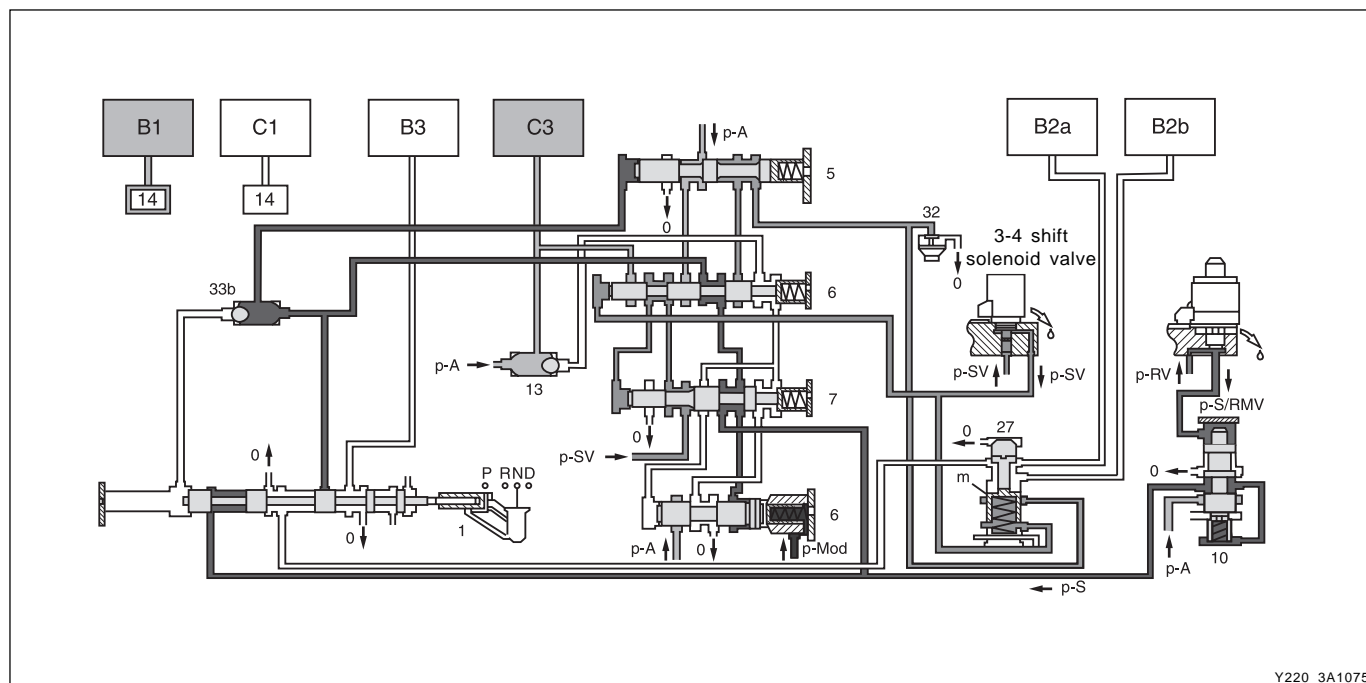 B1
C1
B3
C3
B2a
B2b
14
14
p-A
5
0
32
0
3-4 shift
solenoid valve
33b
6
p-A
13
p-SV
p-SV
p-RV
p-S/RMV
7
0
p-SV
27
0
m
0
0
P RND
1
0
6
p-A
0
p-Mod
p-A
10
p-S
Y220_3A1075